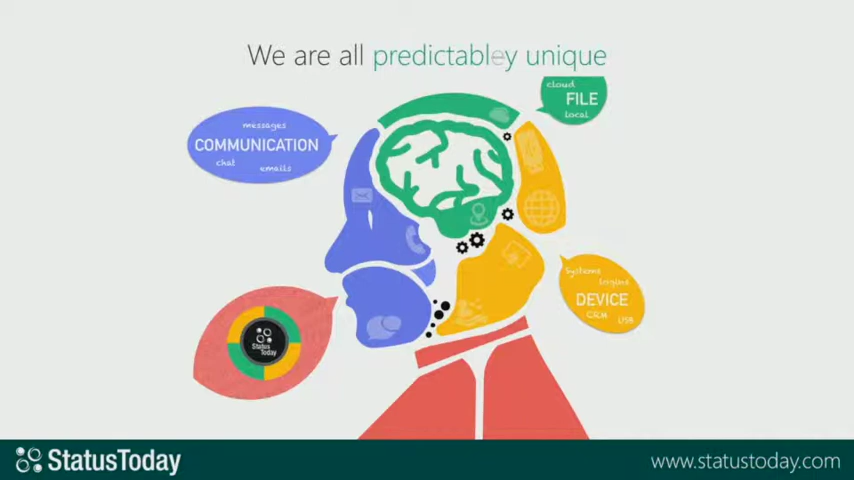 We are all predictabley unique
cloud
FILE
local
messages
COMMUNICATION
chat
emails
systems
logins
DEVICE
CRM
USB
Status
Today
StatusToday
www.statustoday.com